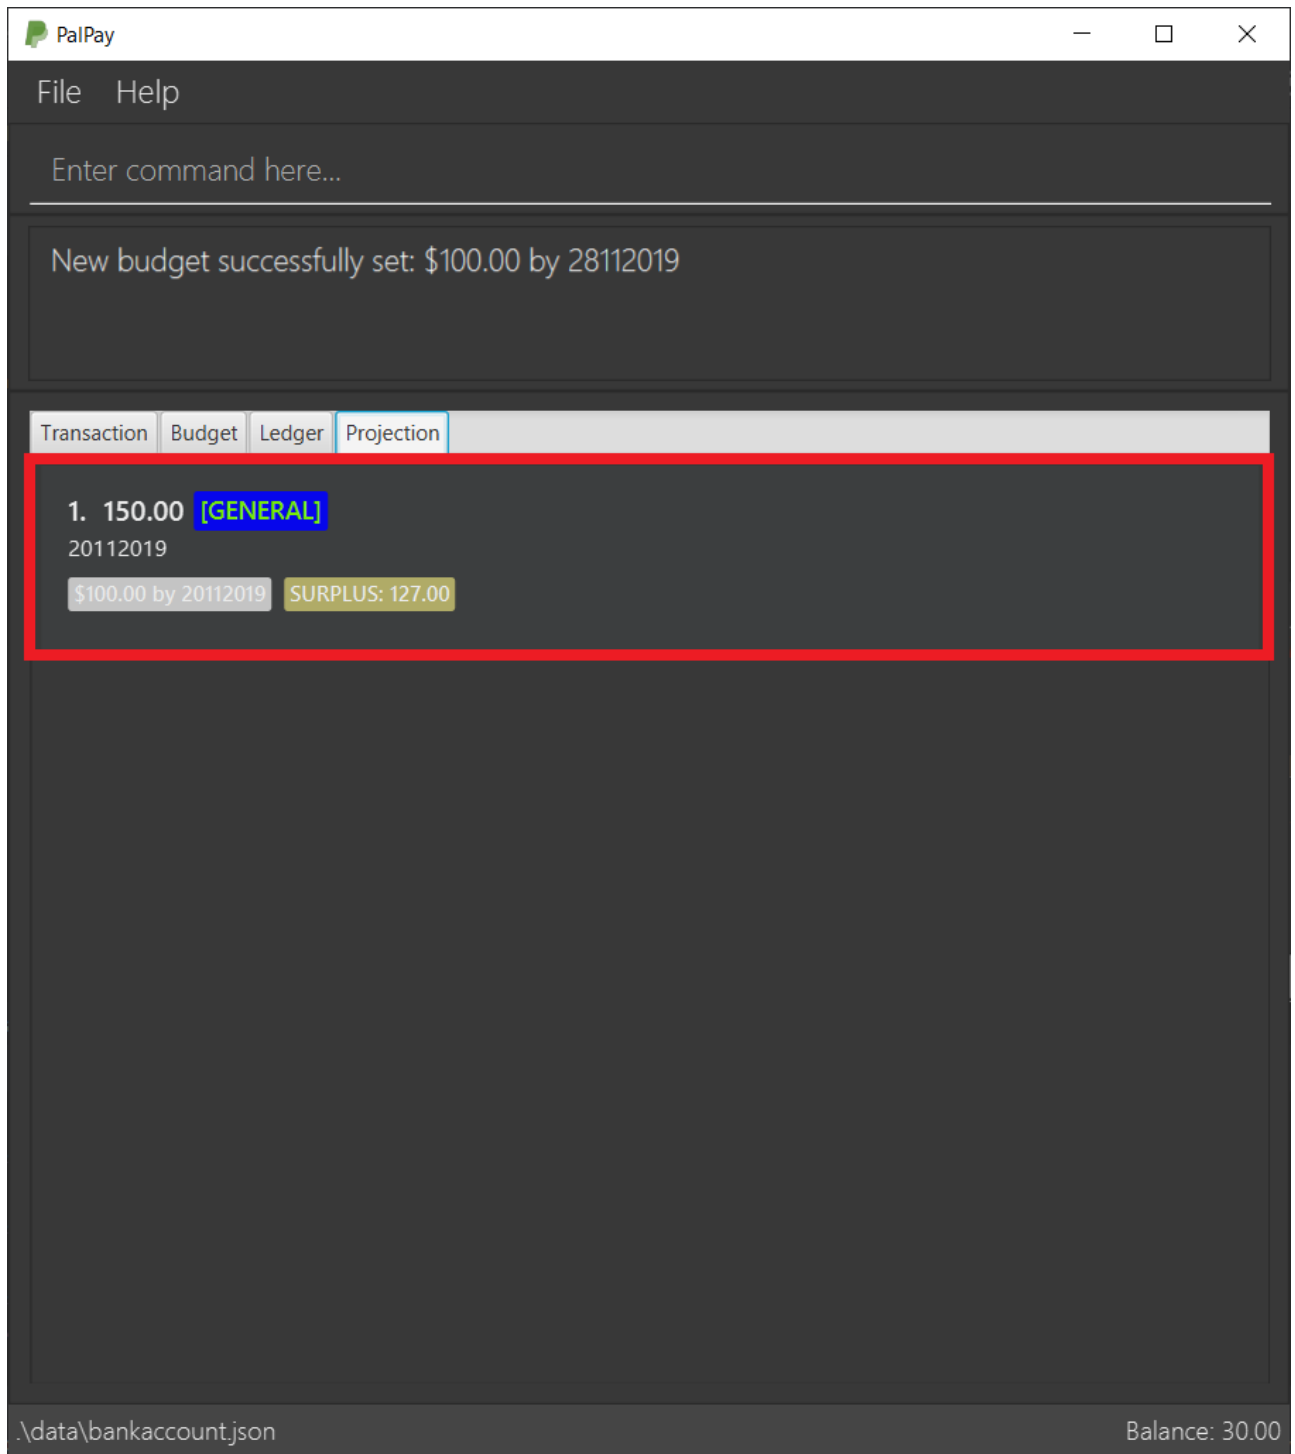 PalPay
File Help
Enter command here...
New budget successfully set: $100.00 by 28112019
Transaction Budget Ledger Projection
1. 150.00 [GENERAL]
20112019
$100.00 by 20112019 SURPLUS: 127.00
.\data\bankaccount.json Balance: 30.00